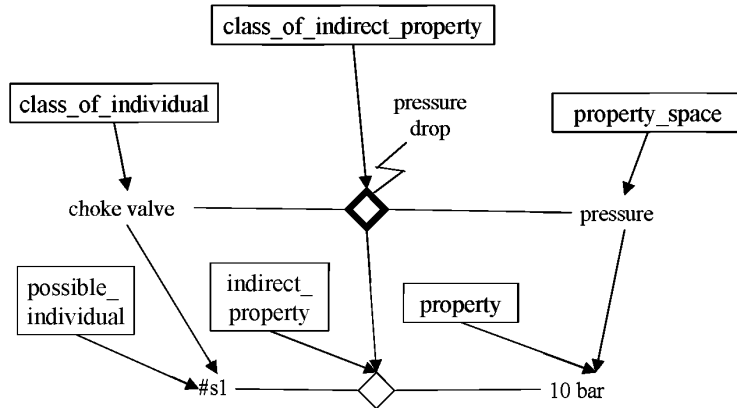 class_of_indirect_property
class_of_individual
pressure
drop
property_space
choke valve
pressure
possible_
individual
indirect_
property
property
#s1
10 bar